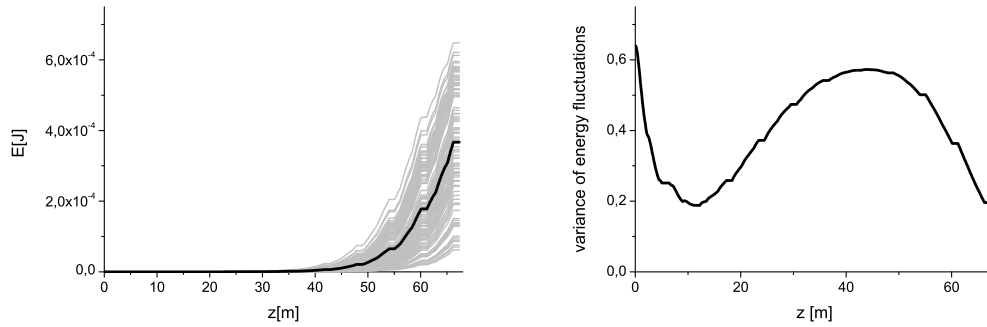 6,0x10⁻⁴
4,0x10⁻⁴
2,0x10⁻⁴
0,0
E[J]
0 10 20 30 40 50 60
z[m]
0,6
0,4
0,2
0,0
variance of energy fluctuations
0 20 40 60
z [m]